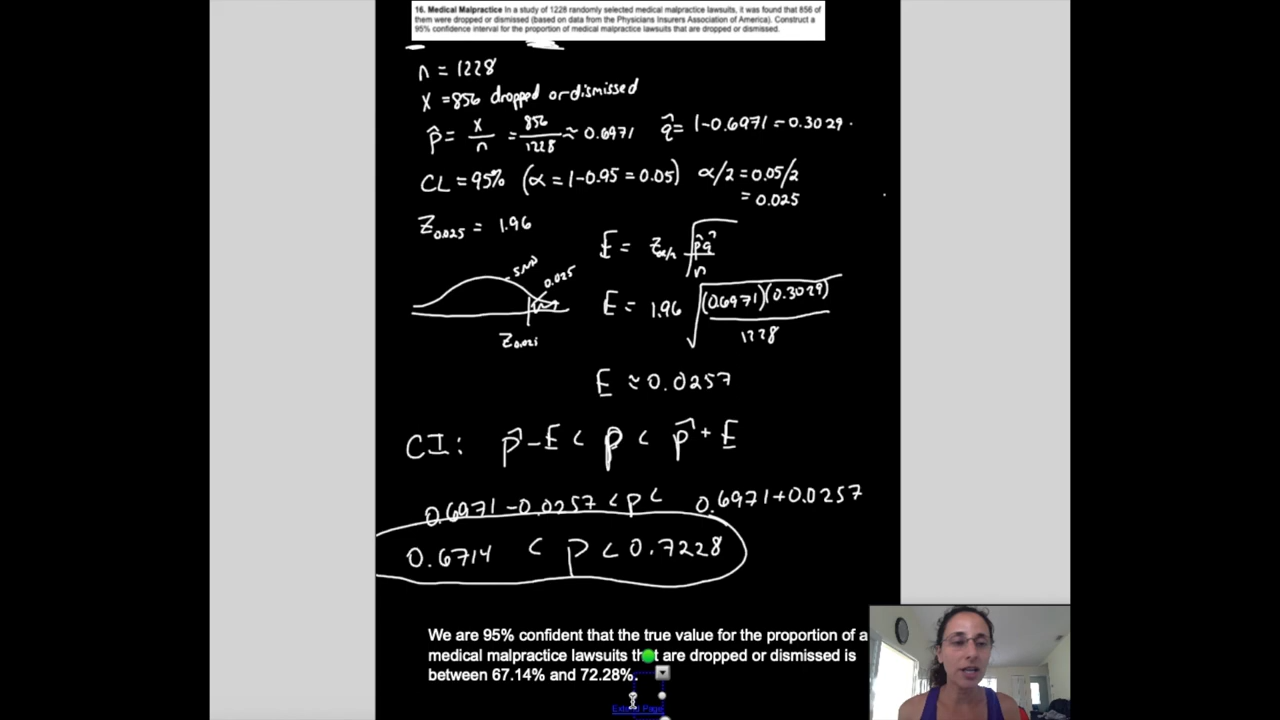 16. Medical Malpractice In a study of 1228 randomly selected medical malpractice lawsuits, it was found that 856 of
them were dropped or dismissed (based on data from the Physicians Insurers Association of America). Construct a
95% confidence interval for the proportion of medical malpractice lawsuits that are dropped or dismissed.
n = 1228
x = 856 dropped or dismissed
p̂ = x/n = 856/1228 ≈ 0.6971 q̂ = 1-0.6971 = 0.3029.
CL = 95% (α = 1-0.95 = 0.05) α/2 = 0.05/2
= 0.025
Z0.025 = 1.96
E = Zα/2 √(p̂q̂/n)
SND 0.025
E = 1.96 √((0.6971)(0.3029)/1228)
Z0.025
E ≈ 0.0257
CI: p̂ - E < p < p̂ + E
0.6971 - 0.0257 < p < 0.6971 + 0.0257
0.6714 < p < 0.7228
We are 95% confident that the true value for the proportion of a
medical malpractice lawsuits that are dropped or dismissed is
between 67.14% and 72.28%.
Extend Page